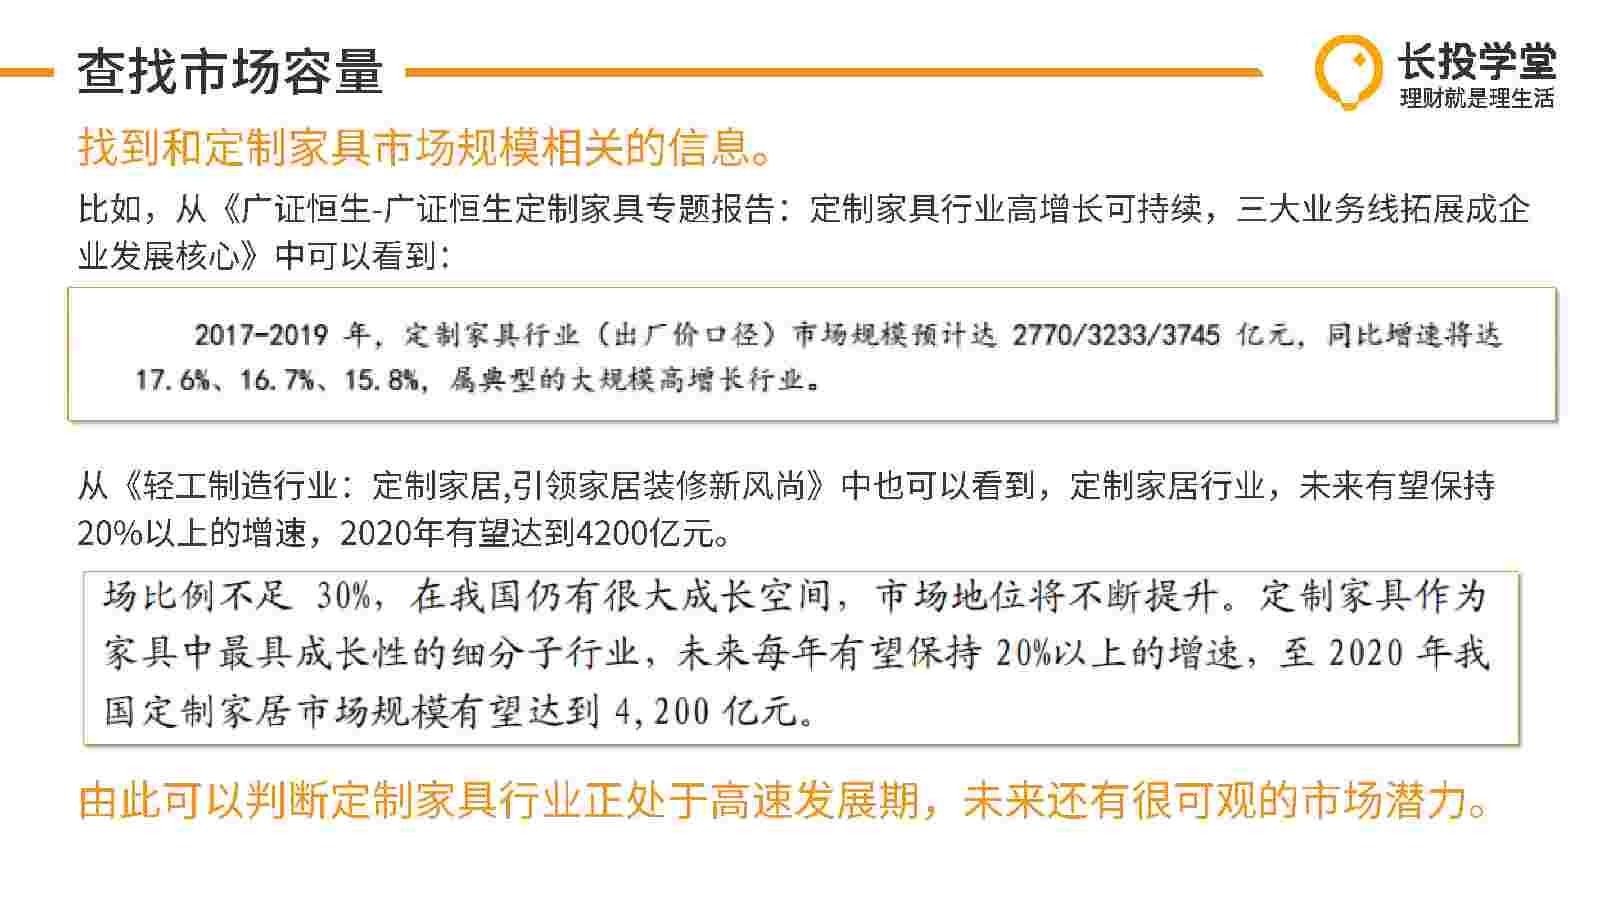 查找市场容量
长投学堂
理财就是理生活
找到和定制家具市场规模相关的信息。
比如，从《广证恒生-广证恒生定制家具专题报告：定制家具行业高增长可持续，三大业务线拓展成企
业发展核心》中可以看到：
2017-2019 年，定制家具行业（出厂价口径）市场规模预计达 2770/3233/3745 亿元，同比增速将达
17.6%、16.7%、15.8%，属典型的大规模高增长行业。
从《轻工制造行业：定制家居,引领家居装修新风尚》中也可以看到，定制家居行业，未来有望保持
20%以上的增速，2020年有望达到4200亿元。
场比例不足 30%，在我国仍有很大成长空间，市场地位将不断提升。定制家具作为
家具中最具成长性的细分子行业，未来每年有望保持 20%以上的增速，至 2020 年我
国定制家居市场规模有望达到 4,200 亿元。
由此可以判断定制家具行业正处于高速发展期，未来还有很可观的市场潜力。